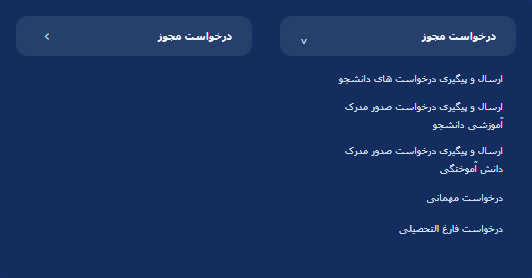 درخواست مجوز
ارسال و پیگیری درخواست های دانشجو
ارسال و پیگیری درخواست صدور مدرک
آموزشی دانشجو
ارسال و پیگیری درخواست صدور مدرک
دانش آموختگی
درخواست مهمانی
درخواست فارغ التحصیلی
درخواست مجوز